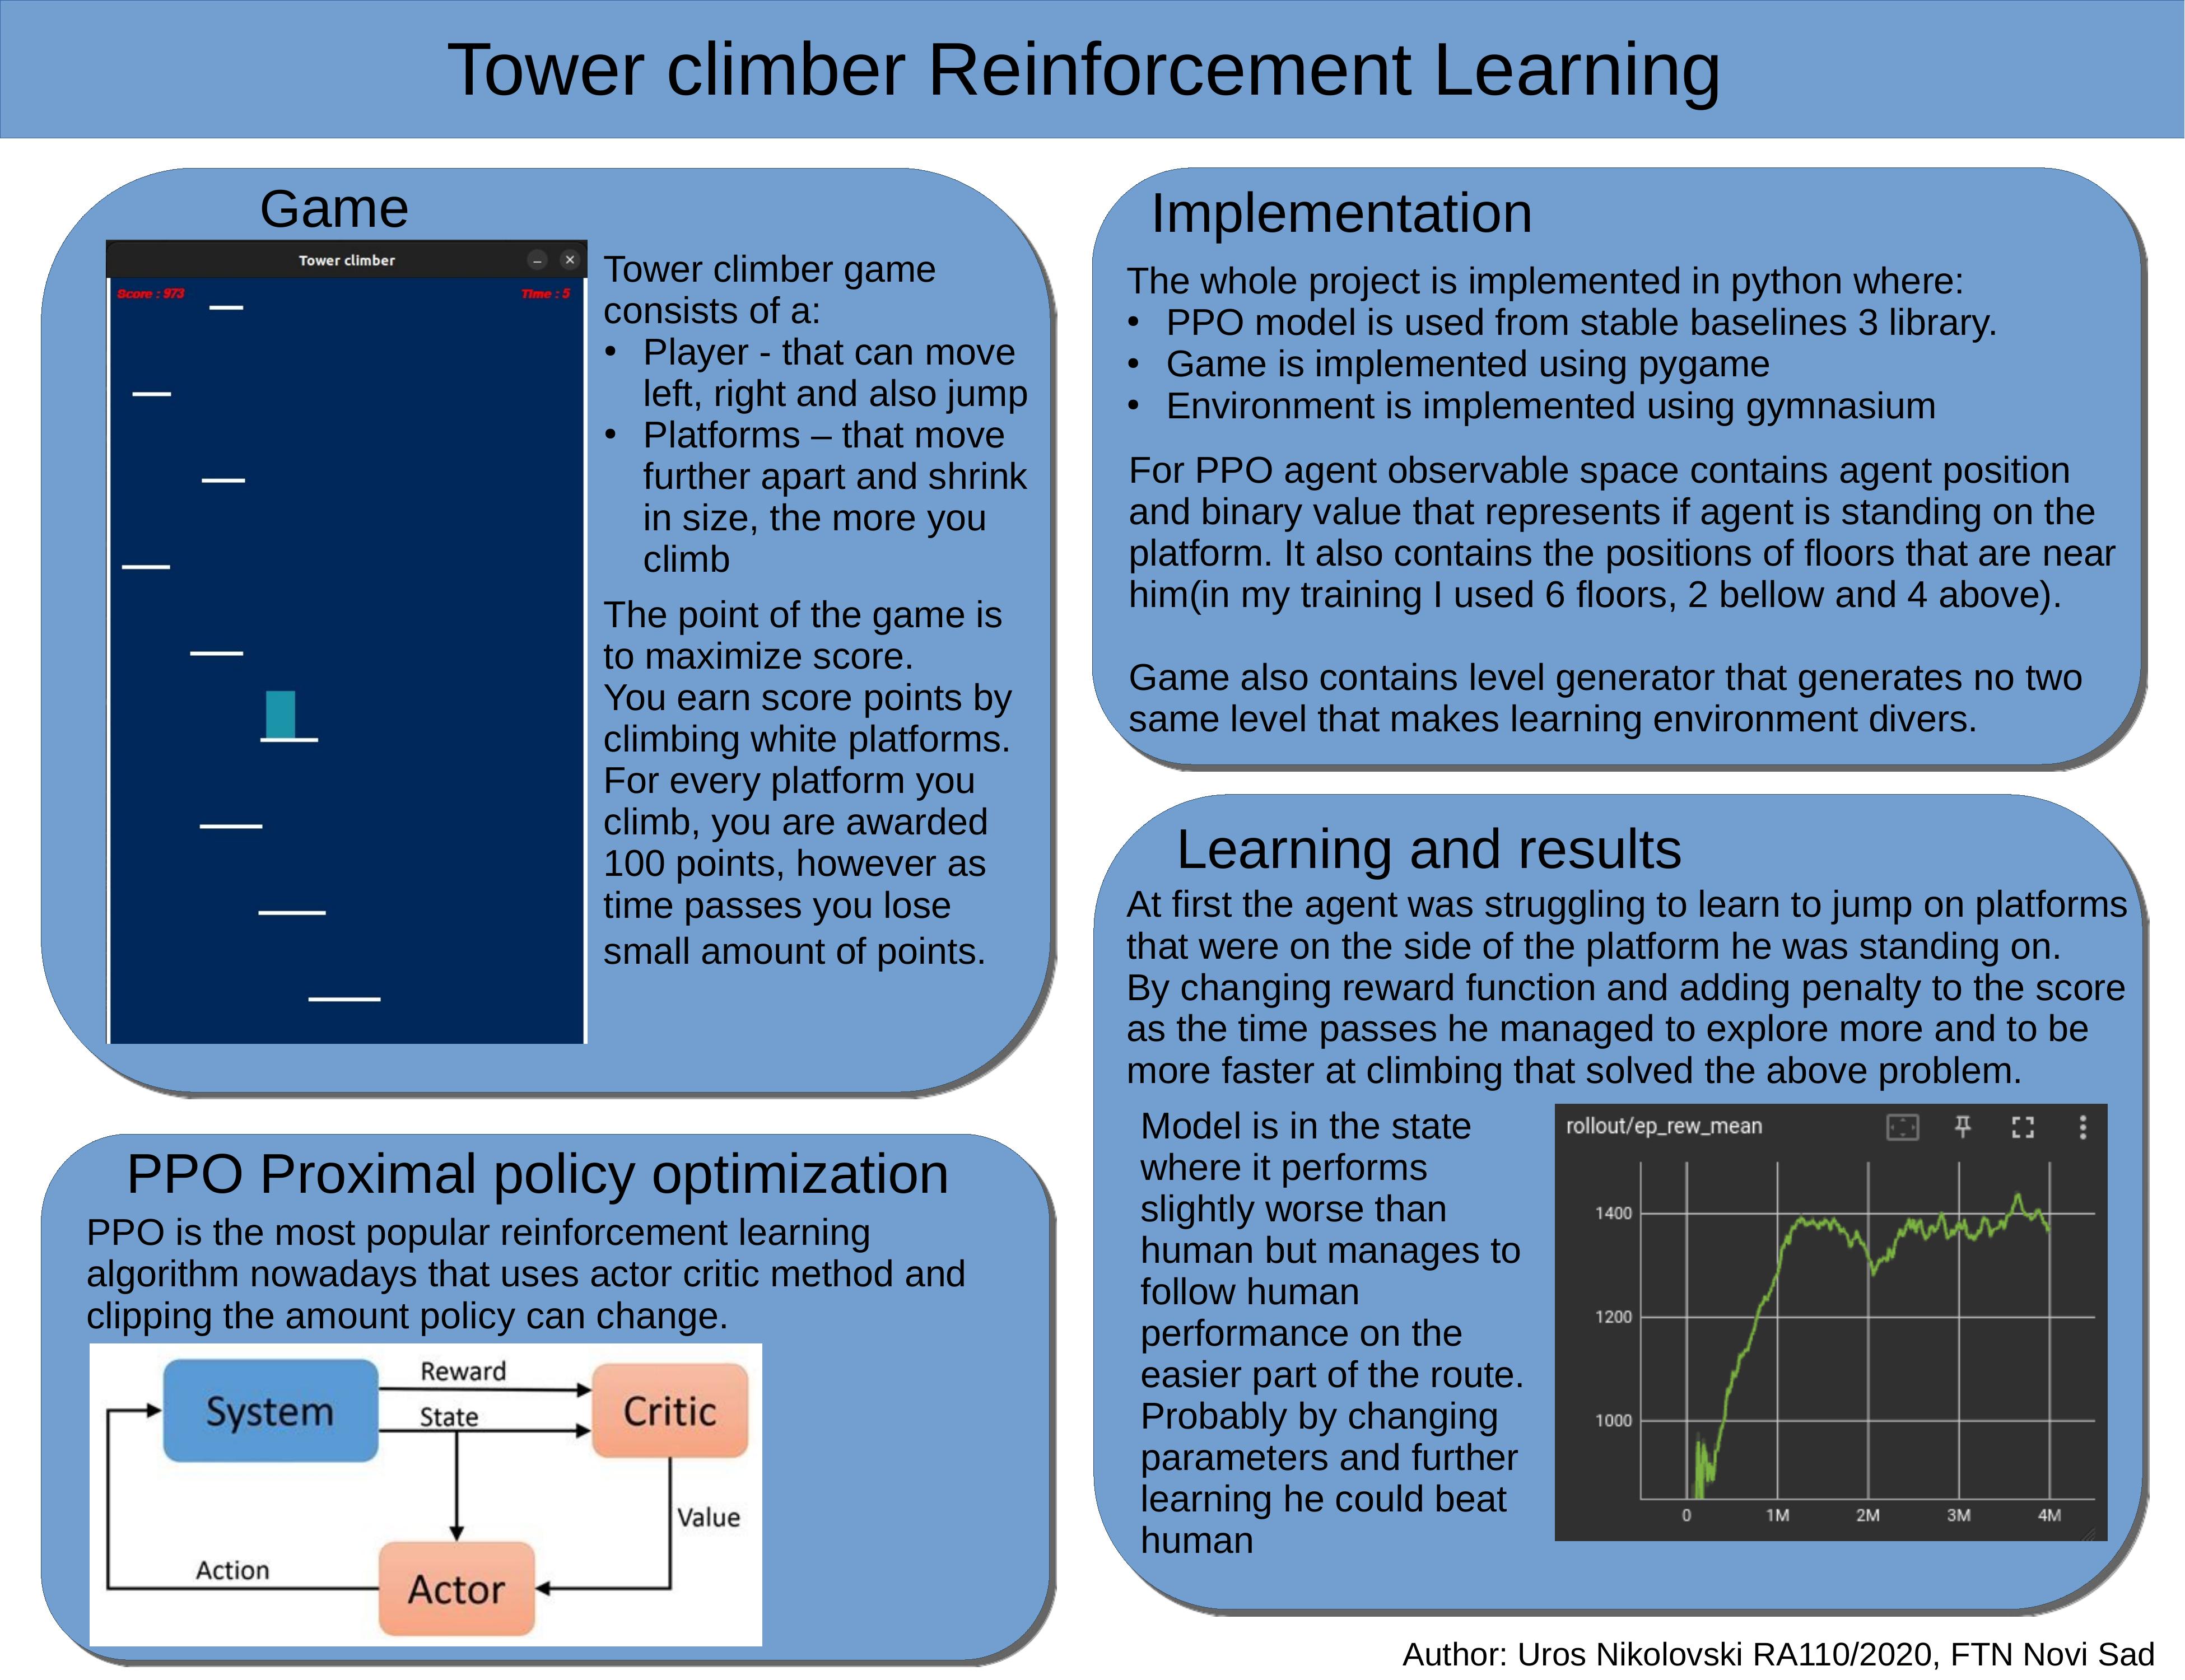 Tower climber Reinforcement Learning
Game
Tower climber
Score : 973
Time : 5
Tower climber game
consists of a:
• Player - that can move
left, right and also jump
• Platforms – that move
further apart and shrink
in size, the more you
climb
The point of the game is
to maximize score.
You earn score points by
climbing white platforms.
For every platform you
climb, you are awarded
100 points, however as
time passes you lose
small amount of points.
PPO Proximal policy optimization
PPO is the most popular reinforcement learning
algorithm nowadays that uses actor critic method and
clipping the amount policy can change.
System
Reward
State
Critic
Value
Action
Actor
Implementation
The whole project is implemented in python where:
• PPO model is used from stable baselines 3 library.
• Game is implemented using pygame
• Environment is implemented using gymnasium
For PPO agent observable space contains agent position
and binary value that represents if agent is standing on the
platform. It also contains the positions of floors that are near
him(in my training I used 6 floors, 2 bellow and 4 above).
Game also contains level generator that generates no two
same level that makes learning environment divers.
Learning and results
At first the agent was struggling to learn to jump on platforms
that were on the side of the platform he was standing on.
By changing reward function and adding penalty to the score
as the time passes he managed to explore more and to be
more faster at climbing that solved the above problem.
Model is in the state
where it performs
slightly worse than
human but manages to
follow human
performance on the
easier part of the route.
Probably by changing
parameters and further
learning he could beat
human
rollout/ep_rew_mean
1400
1200
1000
0 1M 2M 3M 4M
Author: Uros Nikolovski RA110/2020, FTN Novi Sad